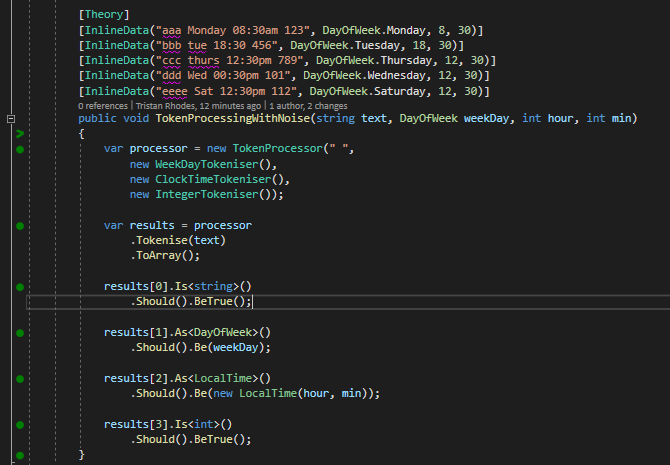 [Theory]
[InlineData("aaa Monday 08:30am 123", DayOfWeek.Monday, 8, 30)]
[InlineData("bbb tue 18:30 456", DayOfWeek.Tuesday, 18, 30)]
[InlineData("ccc thurs 12:30pm 789", DayOfWeek.Thursday, 12, 30)]
[InlineData("ddd Wed 00:30pm 101", DayOfWeek.Wednesday, 12, 30)]
[InlineData("eeee Sat 12:30pm 112", DayOfWeek.Saturday, 12, 30)]
0 references | Tristan Rhodes, 12 minutes ago | 1 author, 2 changes
public void TokenProcessingWithNoise(string text, DayOfWeek weekDay, int hour, int min)
{
var processor = new TokenProcessor(" ",
new WeekDayTokeniser(),
new ClockTimeTokeniser(),
new IntegerTokeniser());
var results = processor
.Tokenise(text)
.ToArray();
results[0].Is<string>()
.Should().BeTrue();
results[1].As<DayOfWeek>()
.Should().Be(weekDay);
results[2].As<LocalTime>()
.Should().Be(new LocalTime(hour, min));
results[3].Is<int>()
.Should().BeTrue();
}